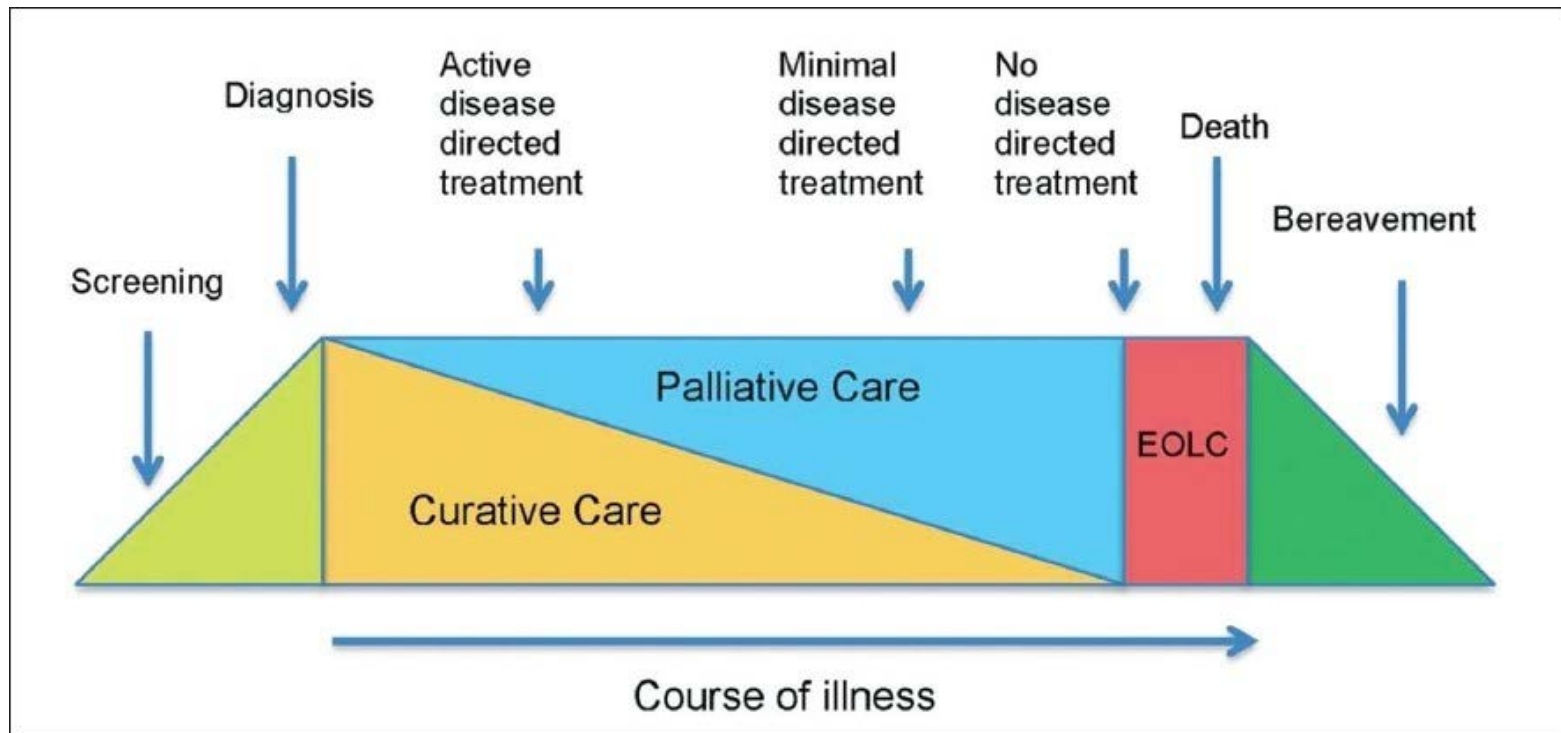 Screening
Diagnosis
Active
disease
directed
treatment
Minimal
disease
directed
treatment
No
disease
directed
treatment
Death
Bereavement
Palliative Care
Curative Care
EOLC
Course of illness